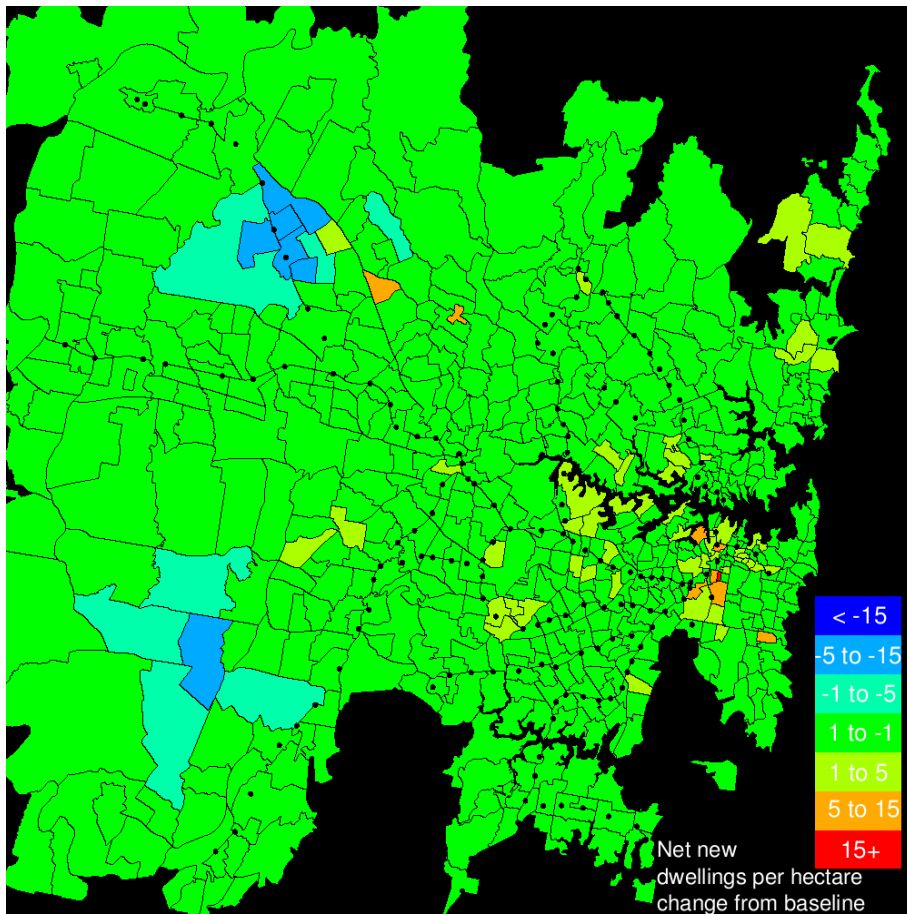 < -15
-5 to -15
-1 to -5
1 to -1
1 to 5
5 to 15
15+
Net new
dwellings per hectare
change from baseline